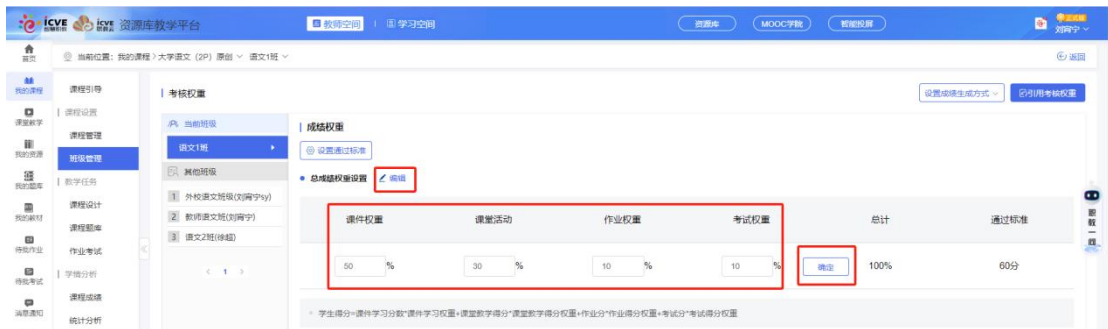 icve 智慧职教 icve 职教云 资源库教学平台 教师空间 学习空间 资源库 MOOC学院 智能投屏 正式版
刘宵宁
首页 当前位置：我的课程 > 大学语文（2P）原创 语文1班 返回
我的课程 课程引导 考核权重 设置成绩生成方式 引用考核权重
课堂教学 课程设置 当前班级 成绩权重
课程管理 语文1班 设置通过标准
我的资源 班级管理 其他班级 总成绩权重设置 编辑
我的题库 教学任务 1 外校语文班级(刘宵宁sy)
我的教材 课程设计 2 教师语文班(刘宵宁) 课件权重 课堂活动 作业权重 考试权重 总计 通过标准
课程题库 3 语文2班(徐超)
待批作业 作业考试 < 1 > 50 % 30 % 10 % 10 % 确定 100% 60分
待批考试 学情分析
消息通知 课程成绩 学生得分=课件学习分数*课件学习权重+课堂教学得分*课堂教学得分权重+作业分*作业得分权重+考试分*考试得分权重
统计分析